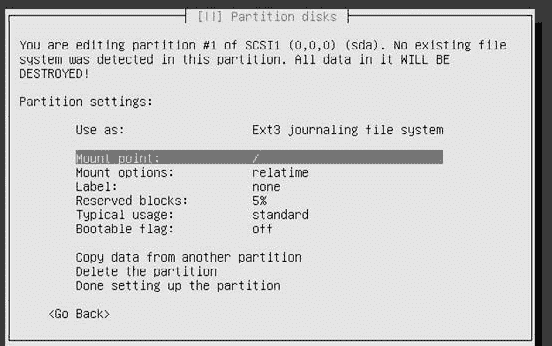 [!!] Partition disks
You are editing partition #1 of SCSI1 (0,0,0) (sda). No existing file
system was detected in this partition. All data in it WILL BE
DESTROYED!
Partition settings:
Use as: Ext3 journaling file system
Mount point: /
Mount options: relatime
Label: none
Reserved blocks: 5%
Typical usage: standard
Bootable flag: off
Copy data from another partition
Delete the partition
Done setting up the partition
<Go Back>